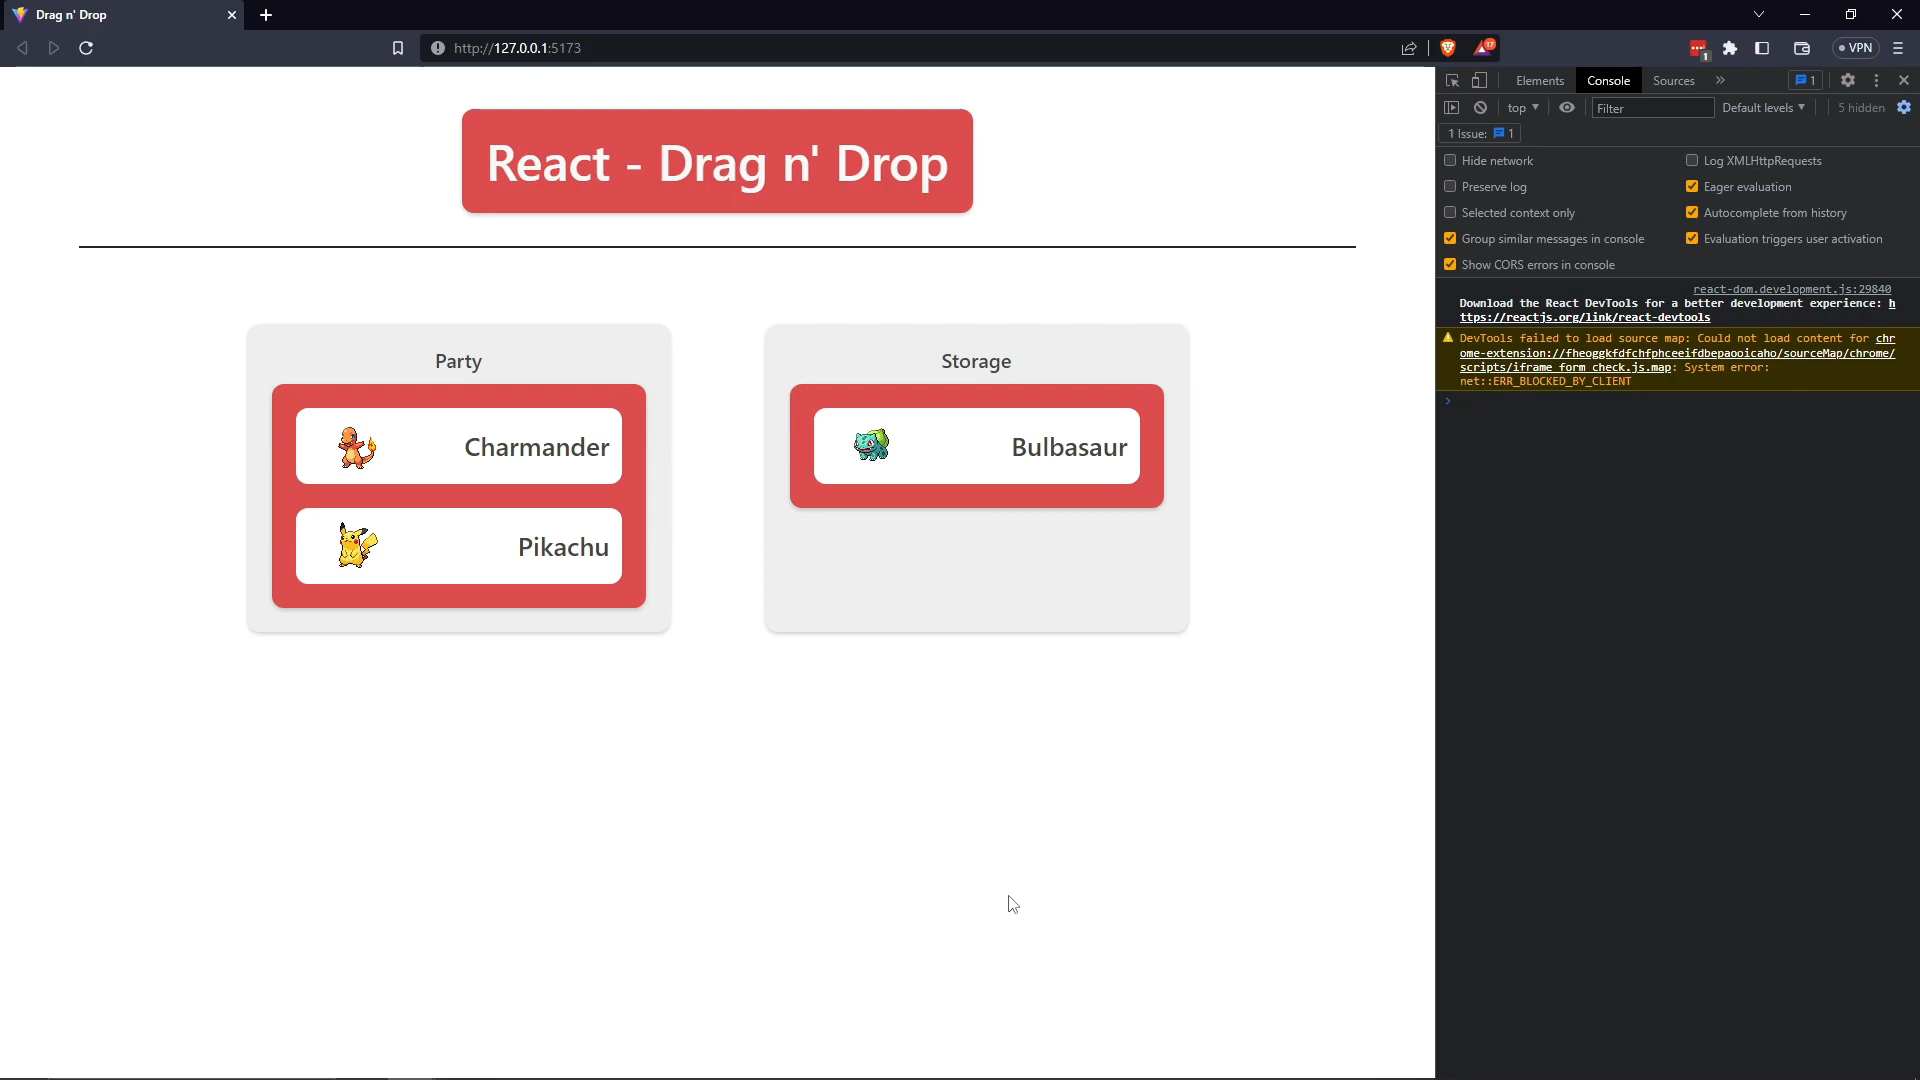 Drag n' Drop
http://127.0.0.1:5173
17
1
VPN
React - Drag n' Drop
Party
Charmander
Pikachu
Storage
Bulbasaur
Elements
Console
Sources
1
top
Filter
Default levels
5 hidden
1 Issue:
1
Hide network
Log XMLHttpRequests
Preserve log
Eager evaluation
Selected context only
Autocomplete from history
Group similar messages in console
Evaluation triggers user activation
Show CORS errors in console
react-dom.development.js:29840
Download the React DevTools for a better development experience: h
ttps://reactjs.org/link/react-devtools
DevTools failed to load source map: Could not load content for chr
ome-extension://fheoggkfdfchfphceeifdbepaooicaho/sourceMap/chrome/
scripts/iframe_form_check.js.map: System error:
net::ERR_BLOCKED_BY_CLIENT